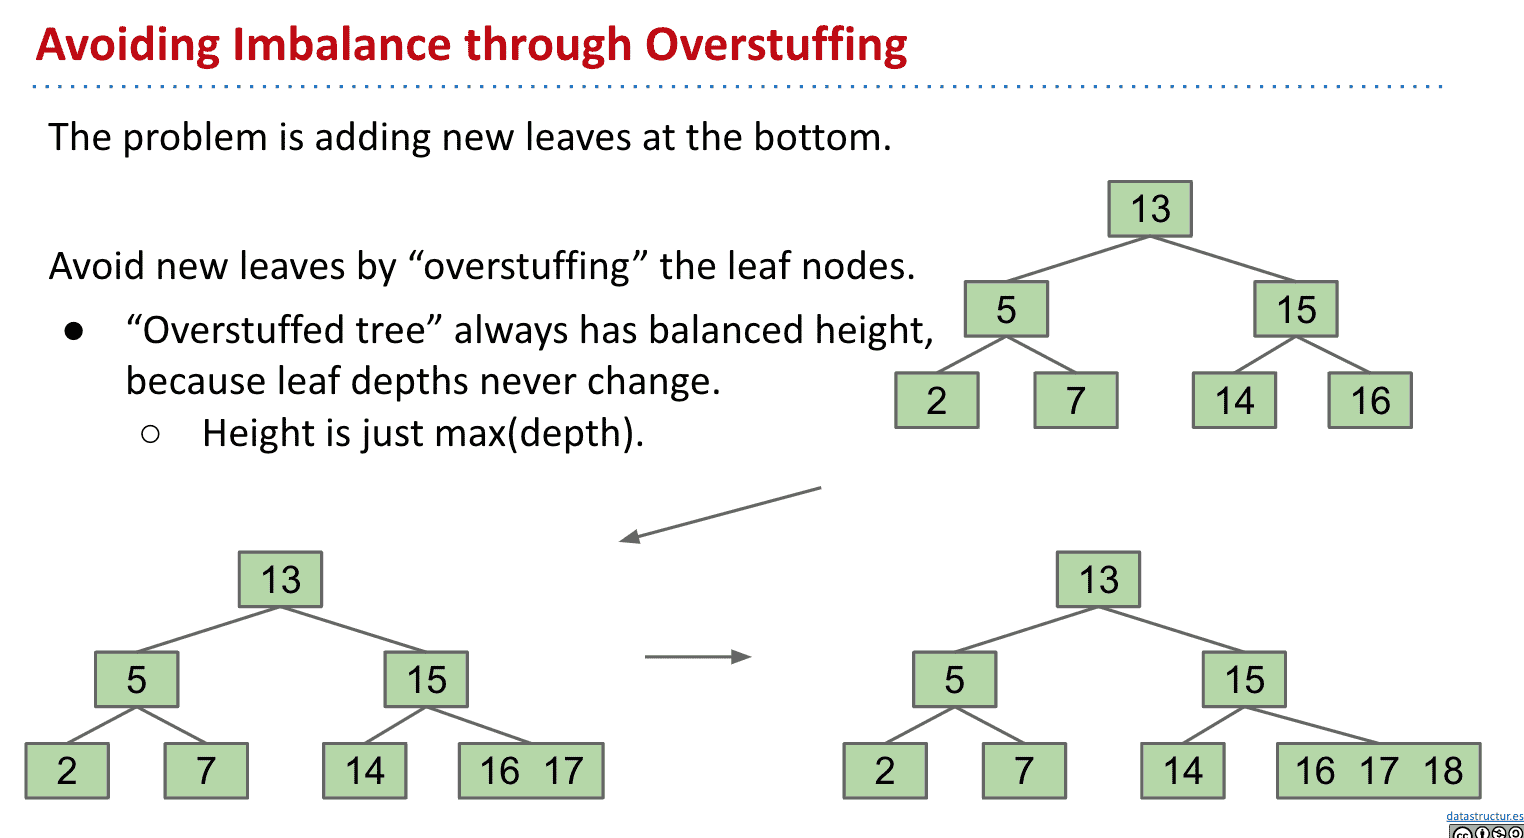 Avoiding Imbalance through Overstuffing
The problem is adding new leaves at the bottom.
Avoid new leaves by “overstuffing” the leaf nodes.
● “Overstuffed tree” always has balanced height,
because leaf depths never change.
○ Height is just max(depth).
13
5 15
2 7 14 16
13
5 15
2 7 14 16 17
13
5 15
2 7 14 16 17 18
datastructur.es